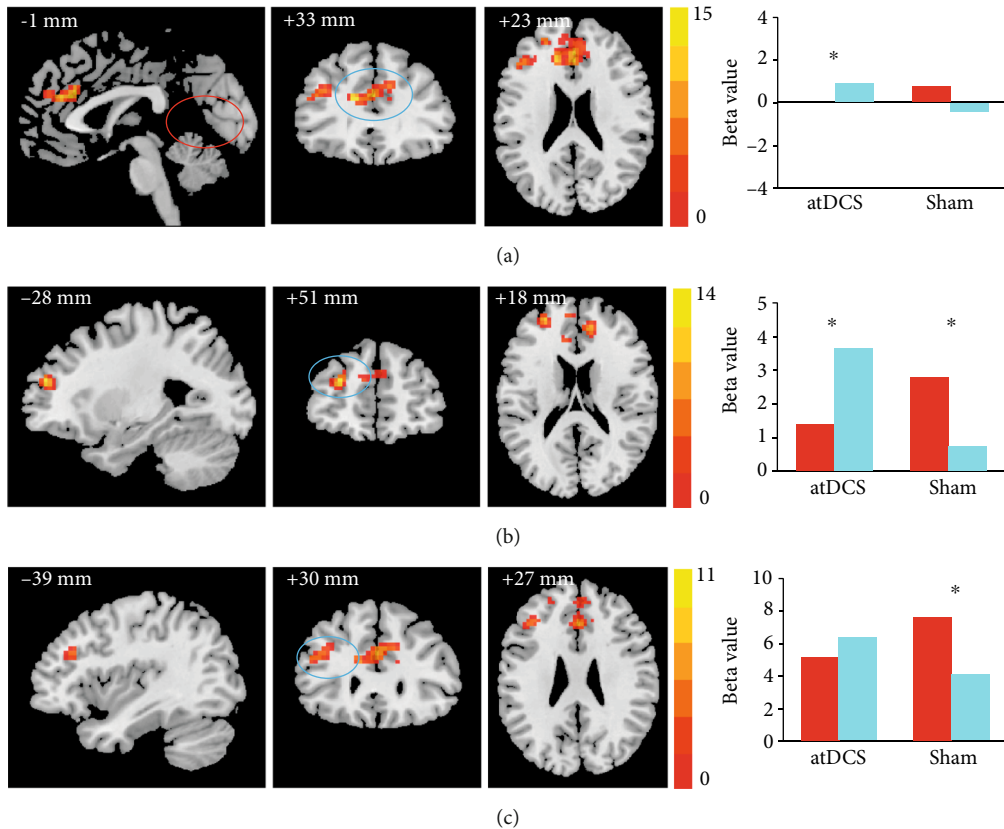 -1 mm
+33 mm
+23 mm
15
0
Beta value
4
2
0
−2
−4
*
atDCS
Sham
(a)
−28 mm
+51 mm
+18 mm
14
0
Beta value
5
4
3
2
1
0
*
*
atDCS
Sham
(b)
−39 mm
+30 mm
+27 mm
11
0
Beta value
10
8
6
4
2
0
*
atDCS
Sham
(c)